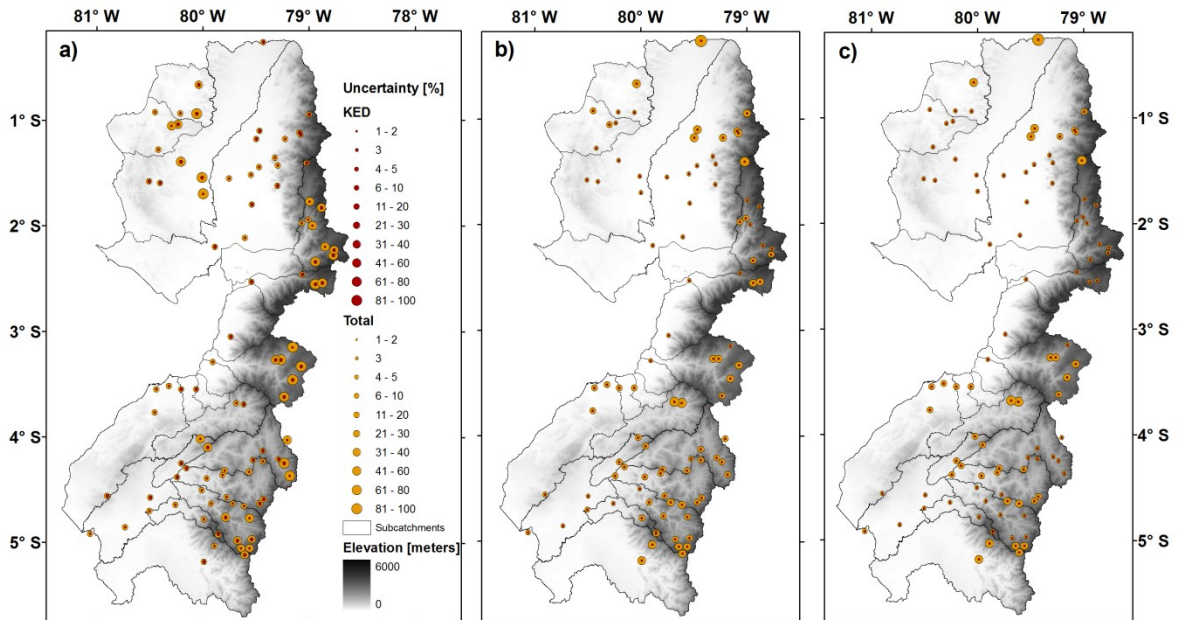 81° W 80° W 79° W 81° W 80° W 79° W 81° W 80° W 79° W
a) b) c)
Uncertainty [%]
KED
1 - 2
3
4 - 5
6 - 10
11 - 20
21 - 30
31 - 40
41 - 60
61 - 80
81 - 100
Total
1 - 2
3
4 - 5
6 - 10
11 - 20
21 - 30
31 - 40
41 - 60
61 - 80
81 - 100
Subcatchments
Elevation [meters]
6000
0
1° S
2° S
3° S
4° S
5° S
1° S
2° S
3° S
4° S
5° S